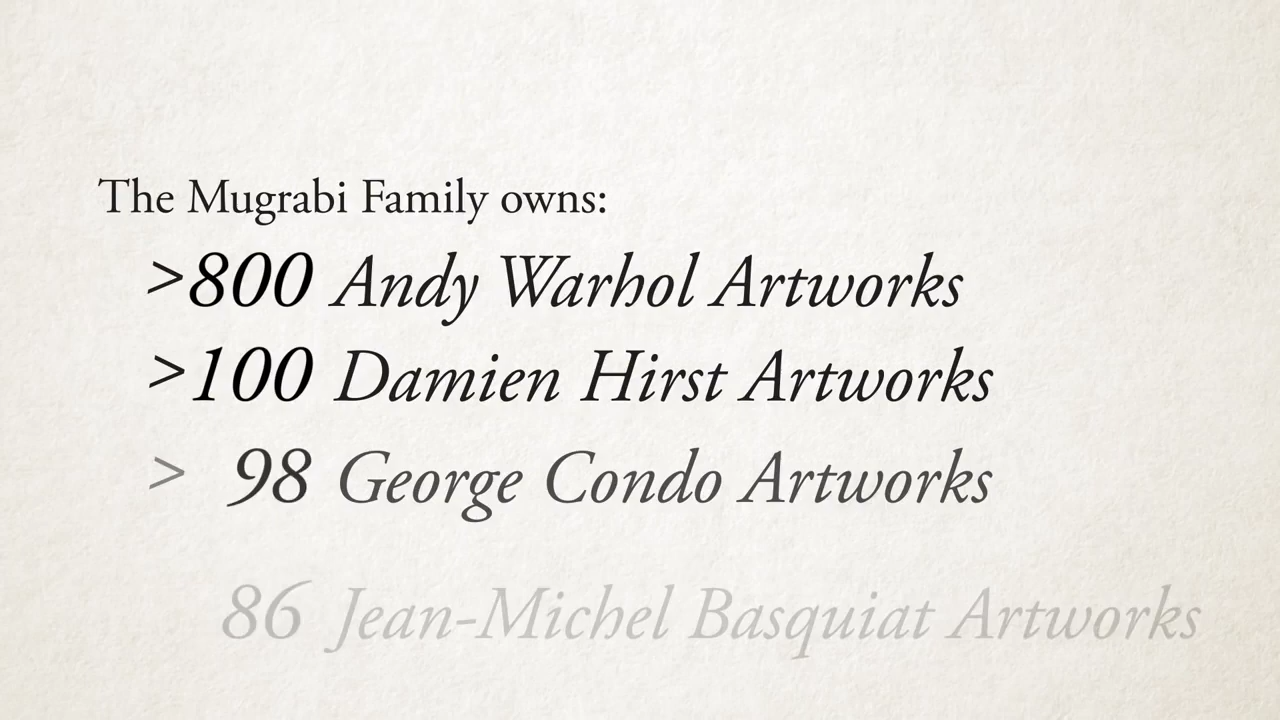 The Mugrabi Family owns:
>800 Andy Warhol Artworks
>100 Damien Hirst Artworks
> 98 George Condo Artworks
86 Jean-Michel Basquiat Artworks